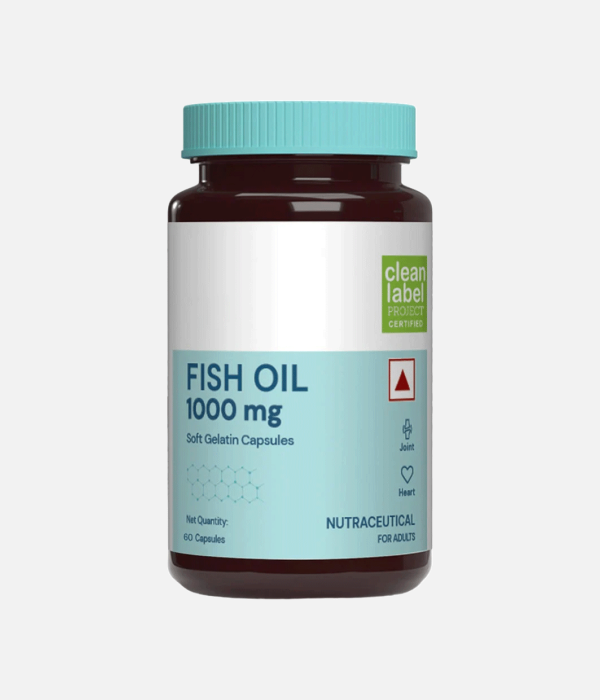 clean
label
PROJECT
CERTIFIED
FISH OIL
1000 mg
Soft Gelatin Capsules
Joint
Heart
Net Quantity:
60 Capsules
NUTRACEUTICAL
FOR ADULTS